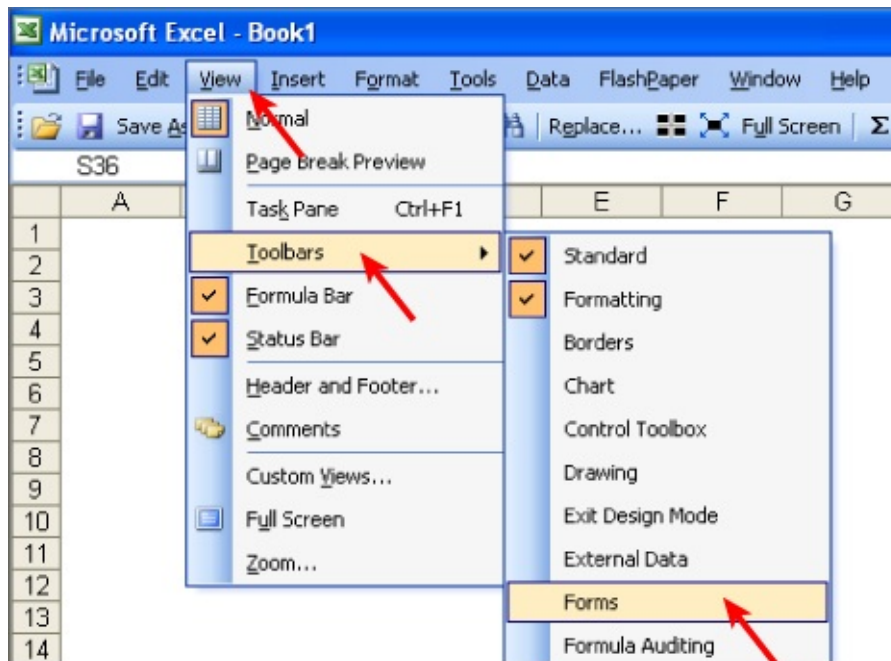 Microsoft Excel - Book1
File Edit View Insert Format Tools Data FlashPaper Window Help
Save Replace... Full Screen Σ
S36
A E F G
Normal
Page Break Preview
Task Pane Ctrl+F1
Toolbars
Formula Bar
Status Bar
Header and Footer...
Comments
Custom Views...
Full Screen
Zoom...
Standard
Formatting
Borders
Chart
Control Toolbox
Drawing
Exit Design Mode
External Data
Forms
Formula Auditing
1
2
3
4
5
6
7
8
9
10
11
12
13
14